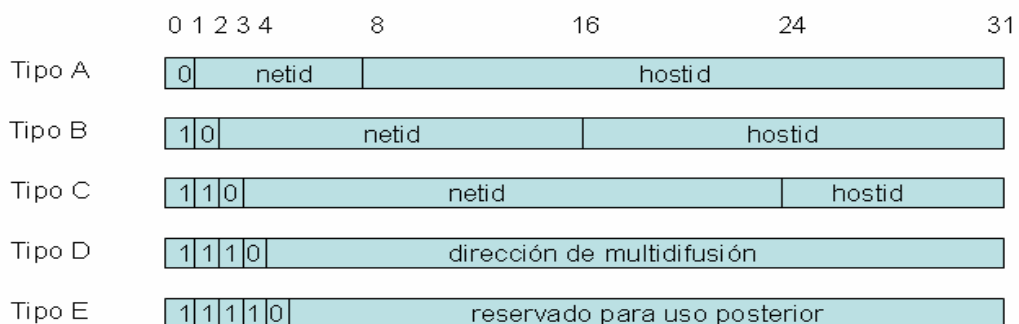 0 1 2 3 4 8 16 24 31
Tipo A 0 netid hostid
Tipo B 1 0 netid hostid
Tipo C 1 1 0 netid hostid
Tipo D 1 1 1 0 dirección de multidifusión
Tipo E 1 1 1 1 0 reservado para uso posterior